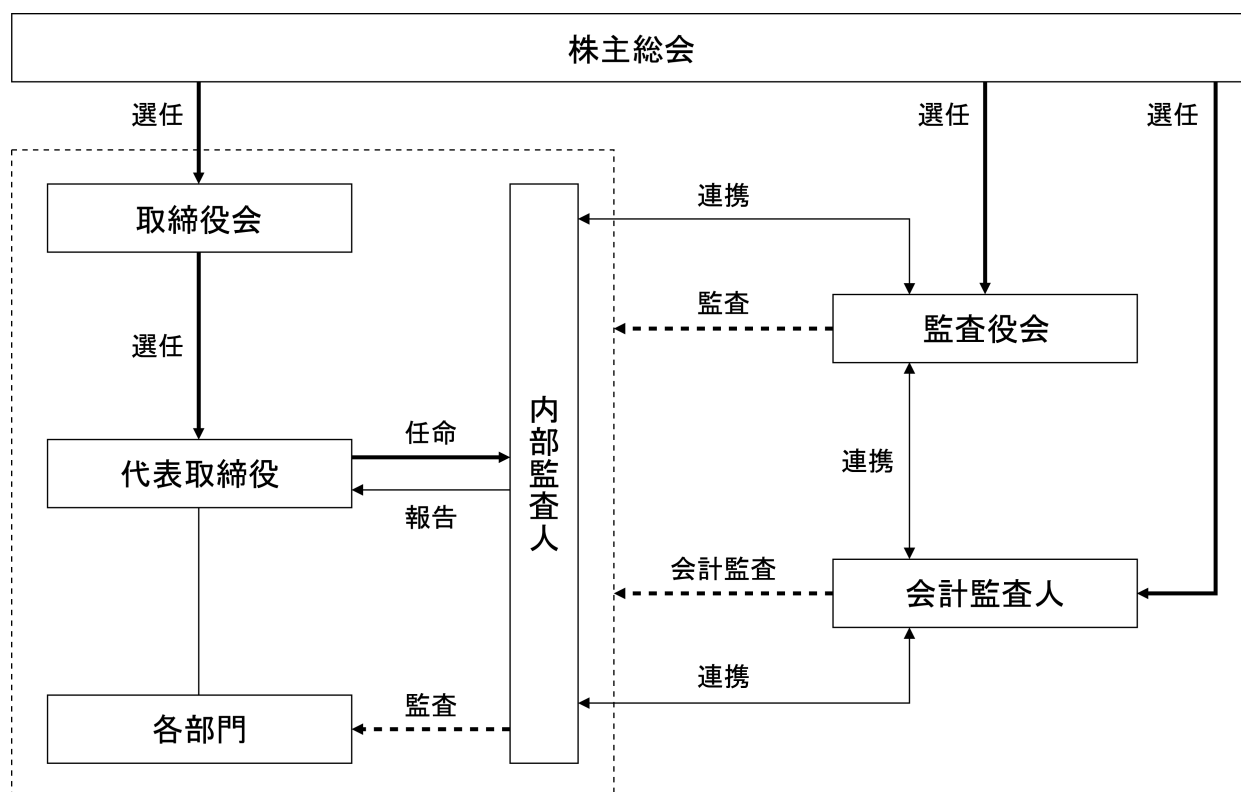 株主総会
選任
選任
選任
取締役会
連携
監査
監査役会
選任
内部監査人
任命
代表取締役
連携
報告
会計監査
会計監査人
連携
監査
各部門